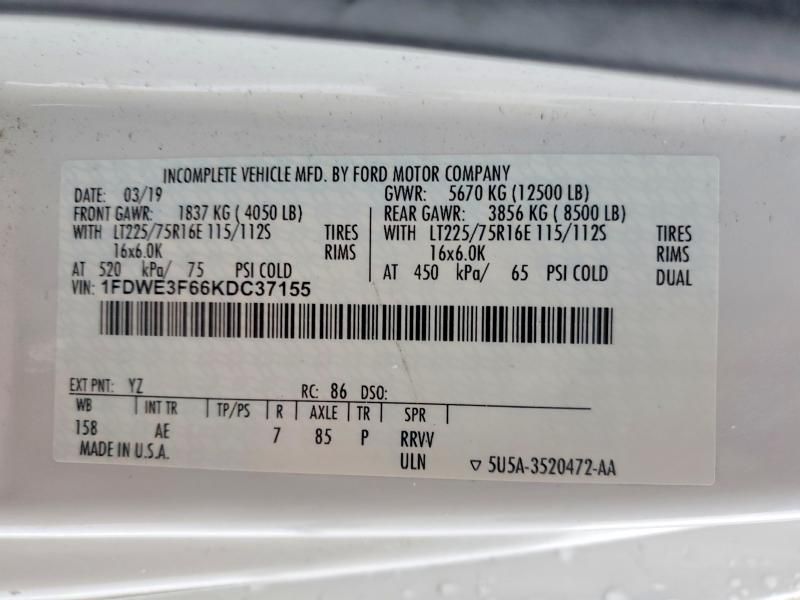 INCOMPLETE VEHICLE MFD. BY FORD MOTOR COMPANY
DATE: 03/19 GVWR: 5670 KG (12500 LB)
FRONT GAWR: 1837 KG ( 4050 LB) REAR GAWR: 3856 KG ( 8500 LB)
WITH LT225/75R16E 115/112S TIRES WITH LT225/75R16E 115/112S TIRES
16x6.0K RIMS 16x6.0K RIMS
AT 520 kPa/ 75 PSI COLD AT 450 kPa/ 65 PSI COLD DUAL
VIN: 1FDWE3F66KDC37155
EXT PNT: YZ RC: 86 DSO:
WB INT TR TP/PS R AXLE TR SPR
158 AE 7 85 P RRVV
MADE IN U.S.A. ULN ▽ 5U5A-3520472-AA